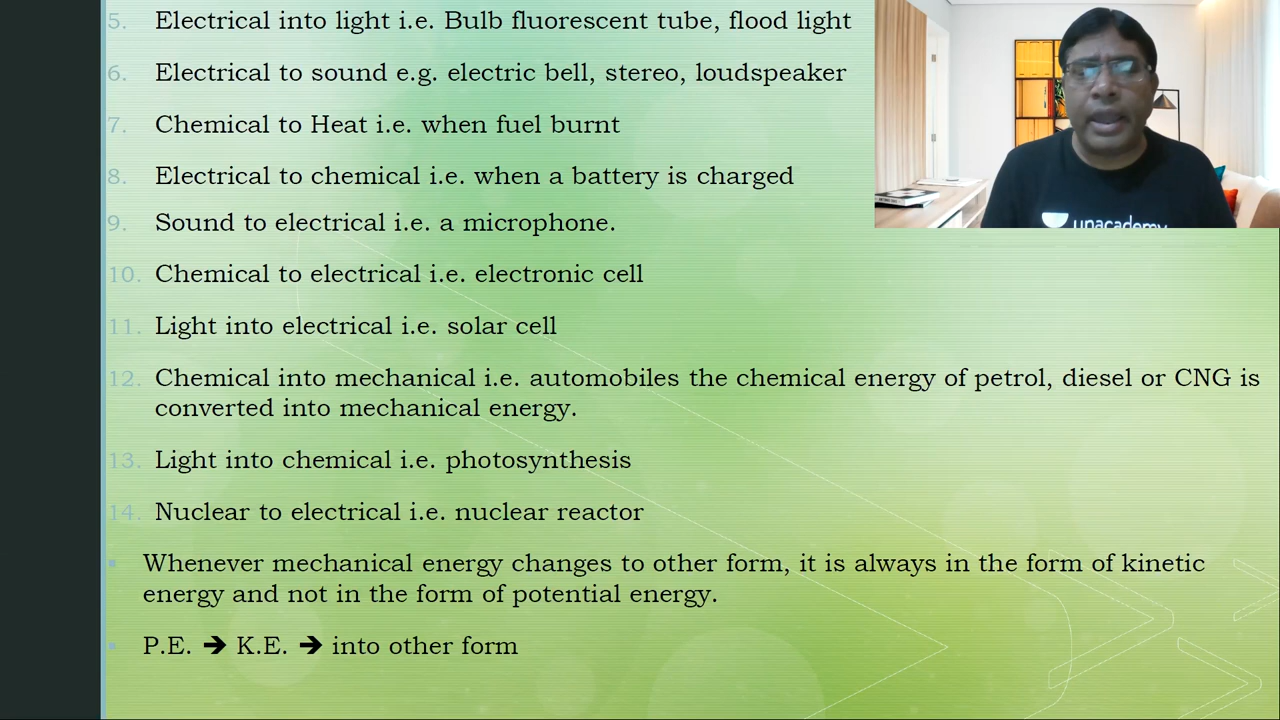 5. Electrical into light i.e. Bulb fluorescent tube, flood light
6. Electrical to sound e.g. electric bell, stereo, loudspeaker
7. Chemical to Heat i.e. when fuel burnt
8. Electrical to chemical i.e. when a battery is charged
9. Sound to electrical i.e. a microphone.
10. Chemical to electrical i.e. electronic cell
11. Light into electrical i.e. solar cell
12. Chemical into mechanical i.e. automobiles the chemical energy of petrol, diesel or CNG is
converted into mechanical energy.
13. Light into chemical i.e. photosynthesis
14. Nuclear to electrical i.e. nuclear reactor
▪ Whenever mechanical energy changes to other form, it is always in the form of kinetic
energy and not in the form of potential energy.
▪ P.E. ➔ K.E. ➔ into other form
unacademy